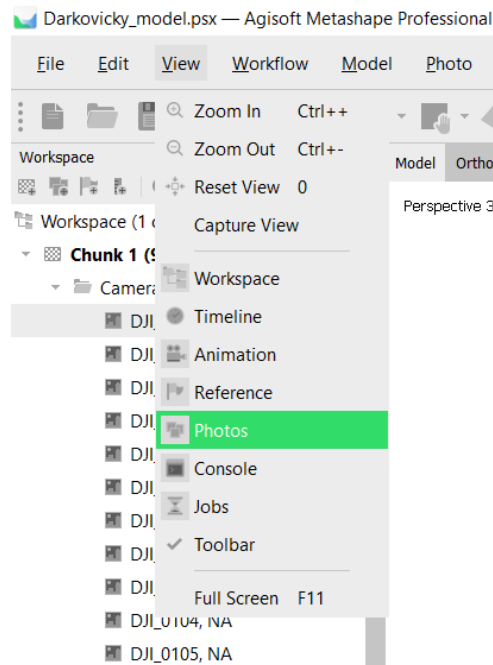 Darkovicky_model.psx — Agisoft Metashape Professional
File Edit View Workflow Model Photo
Workspace
Model Ortho
Perspective 3
Workspace (1
Chunk 1 (9
Camera
DJI_
DJI_
DJI_
DJI_
DJI_
DJI_
DJI_
DJI_
DJI_
DJI_0104, NA
DJI_0105, NA
Zoom In Ctrl++
Zoom Out Ctrl+-
Reset View 0
Capture View
Workspace
Timeline
Animation
Reference
Photos
Console
Jobs
Toolbar
Full Screen F11